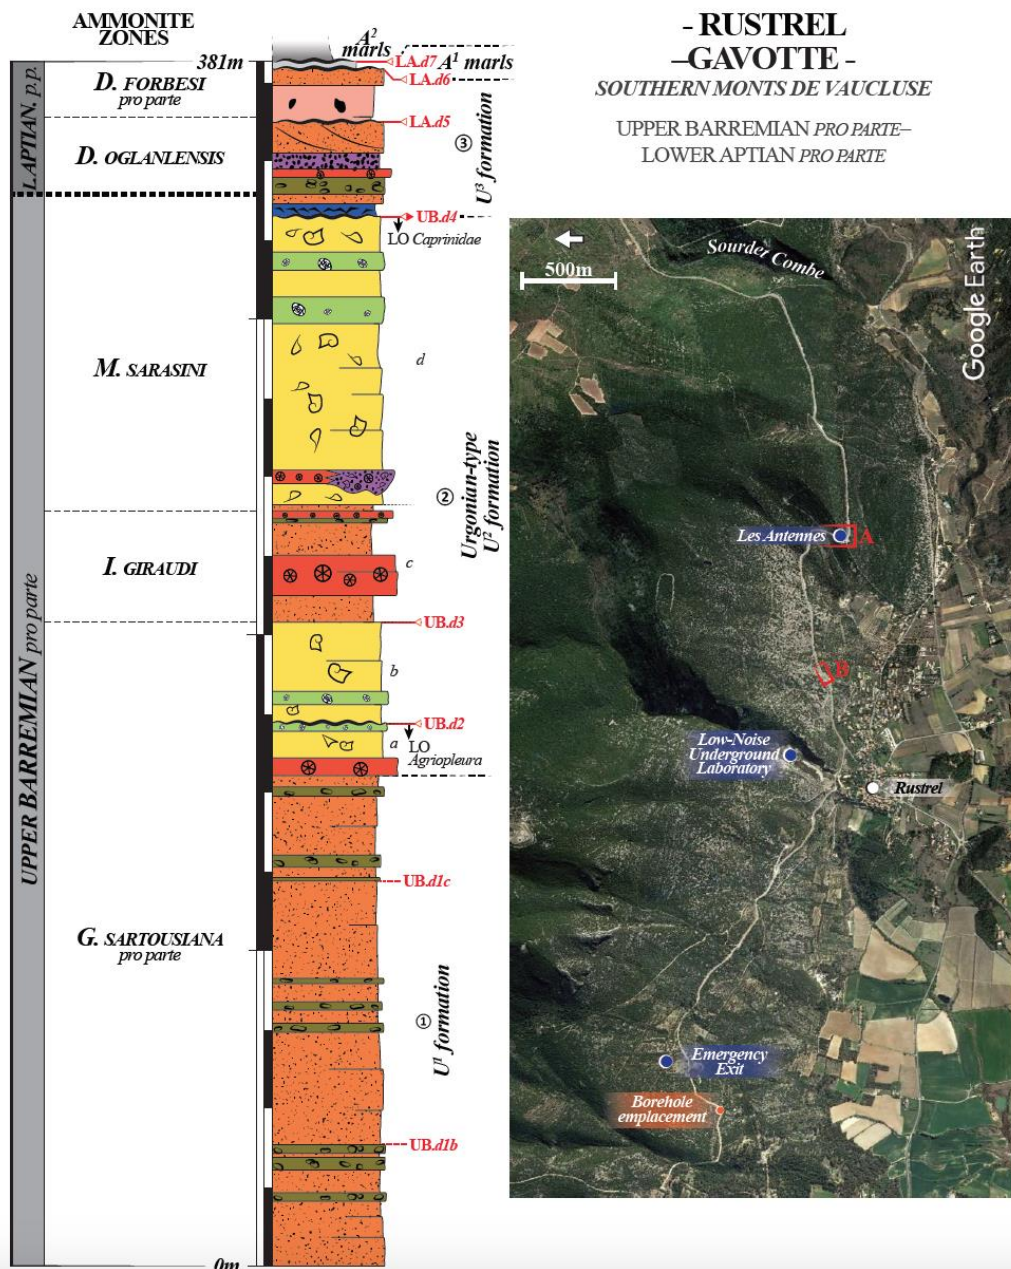 AMMONITE
ZONES
- RUSTREL
–GAVOTTE -
SOUTHERN MONTS DE VAUCLUSE
UPPER BARREMIAN PRO PARTE–
LOWER APTIAN PRO PARTE
381m
A² marls
LA.d7
A¹ marls
LA.d6
L.APTIAN. p.p.
D. FORBESI
pro parte
LA.d5
D. OGLANLENSIS
③
U³ formation
UB.d4
LO Caprinidae
M. SARASINI
d
②
Urgonian-type
U² formation
I. GIRAUDI
c
UB.d3
b
UB.d2
a
LO
Agriopleura
UPPER BARREMIAN pro parte
UB.d1c
G. SARTOUSIANA
pro parte
①
U¹ formation
UB.d1b
0m
500m
Sourder Combe
Google Earth
Les Antennes
A
B
Low-Noise
Underground
Laboratory
Rustrel
Emergency
Exit
Borehole
emplacement